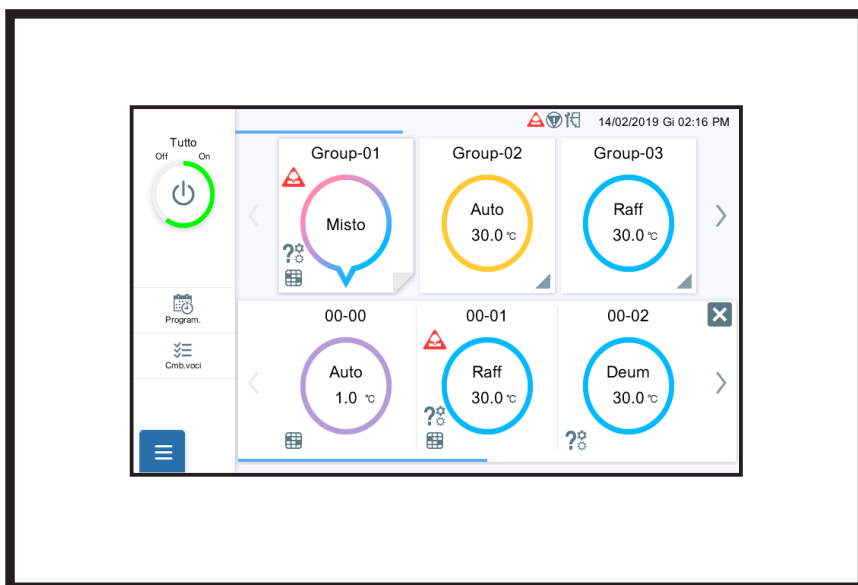 14/02/2019 Gi 02:16 PM
Tutto
Off On
Program.
Cmb.voci
Group-01
Misto
Group-02
Auto
30.0 ℃
Group-03
Raff
30.0 ℃
00-00
Auto
1.0 ℃
00-01
Raff
30.0 ℃
00-02
Deum
30.0 ℃